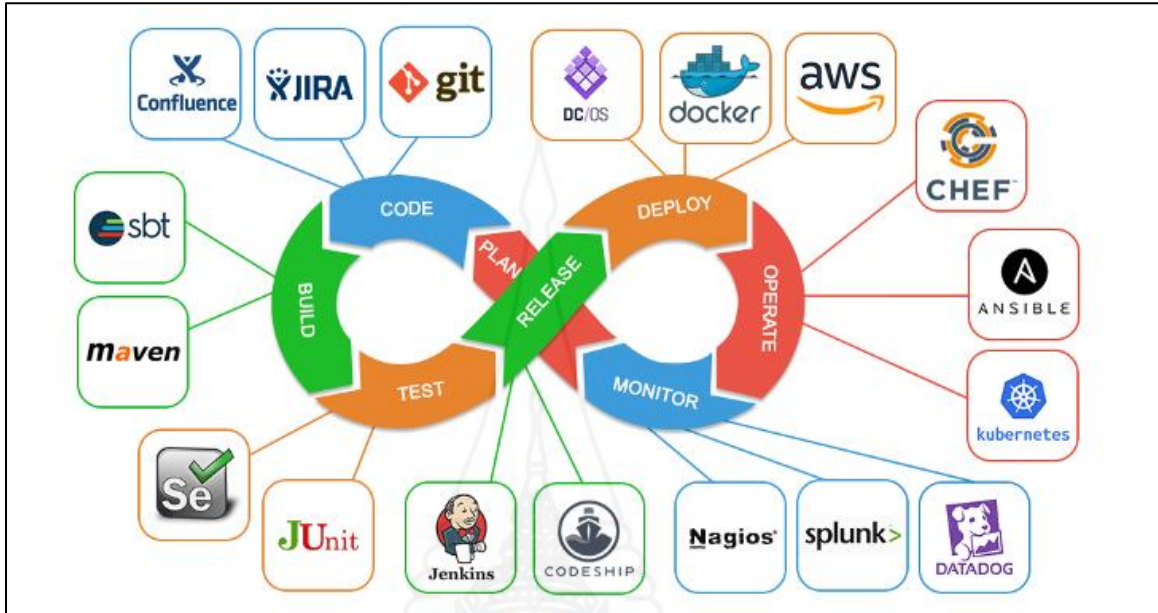 Confluence
JIRA
git
DC/OS
docker
aws
CHEF™
sbt
CODE
DEPLOY
PLAN
RELEASE
BUILD
OPERATE
ANSIBLE
maven
TEST
MONITOR
kubernetes
Se
JUnit
Jenkins
CODESHIP
Nagios®
splunk>
DATADOG